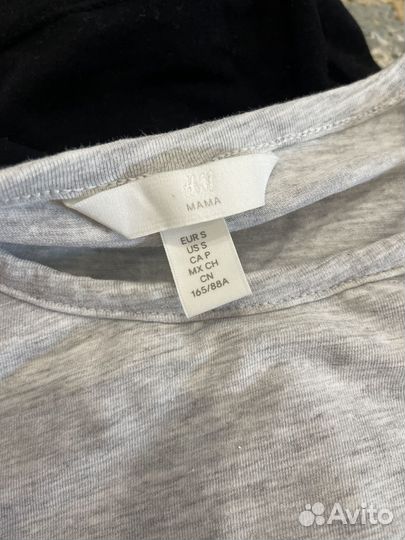 H&M
MAMA
EUR S
US S
CA P
MX CH
CN
165/88A
Avito